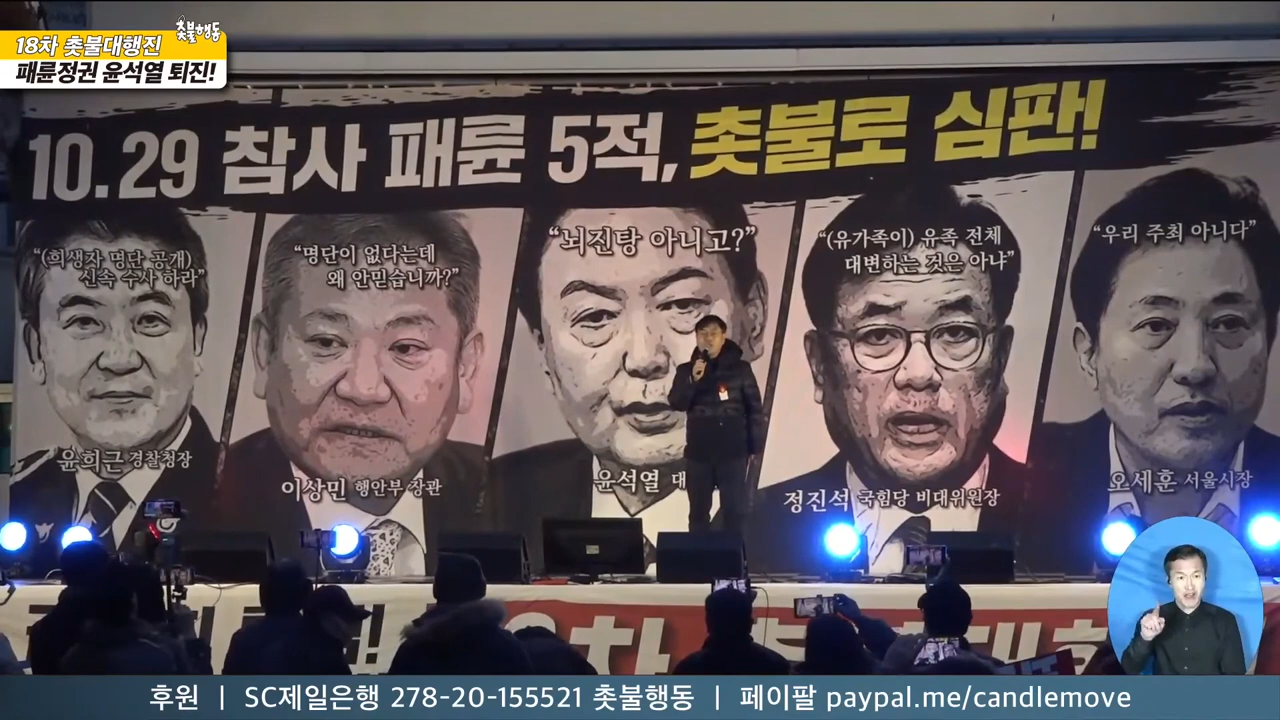 촛불행동
18차 촛불대행진
패륜정권 윤석열 퇴진!
10.29 참사 패륜 5적, 촛불로 심판!
“(희생자 명단 공개)
신속 수사 하라”
“명단이 없다는데
왜 안믿습니까?”
“뇌진탕 아니고?”
“(유가족이) 유족 전체
대변하는 것은 아냐”
“우리 주최 아니다”
윤희근 경찰청장
이상민 행안부 장관
윤석열 대
정진석 국힘당 비대위원장
오세훈 서울시장
후원 | SC제일은행 278-20-155521 촛불행동 | 페이팔 paypal.me/candlemove